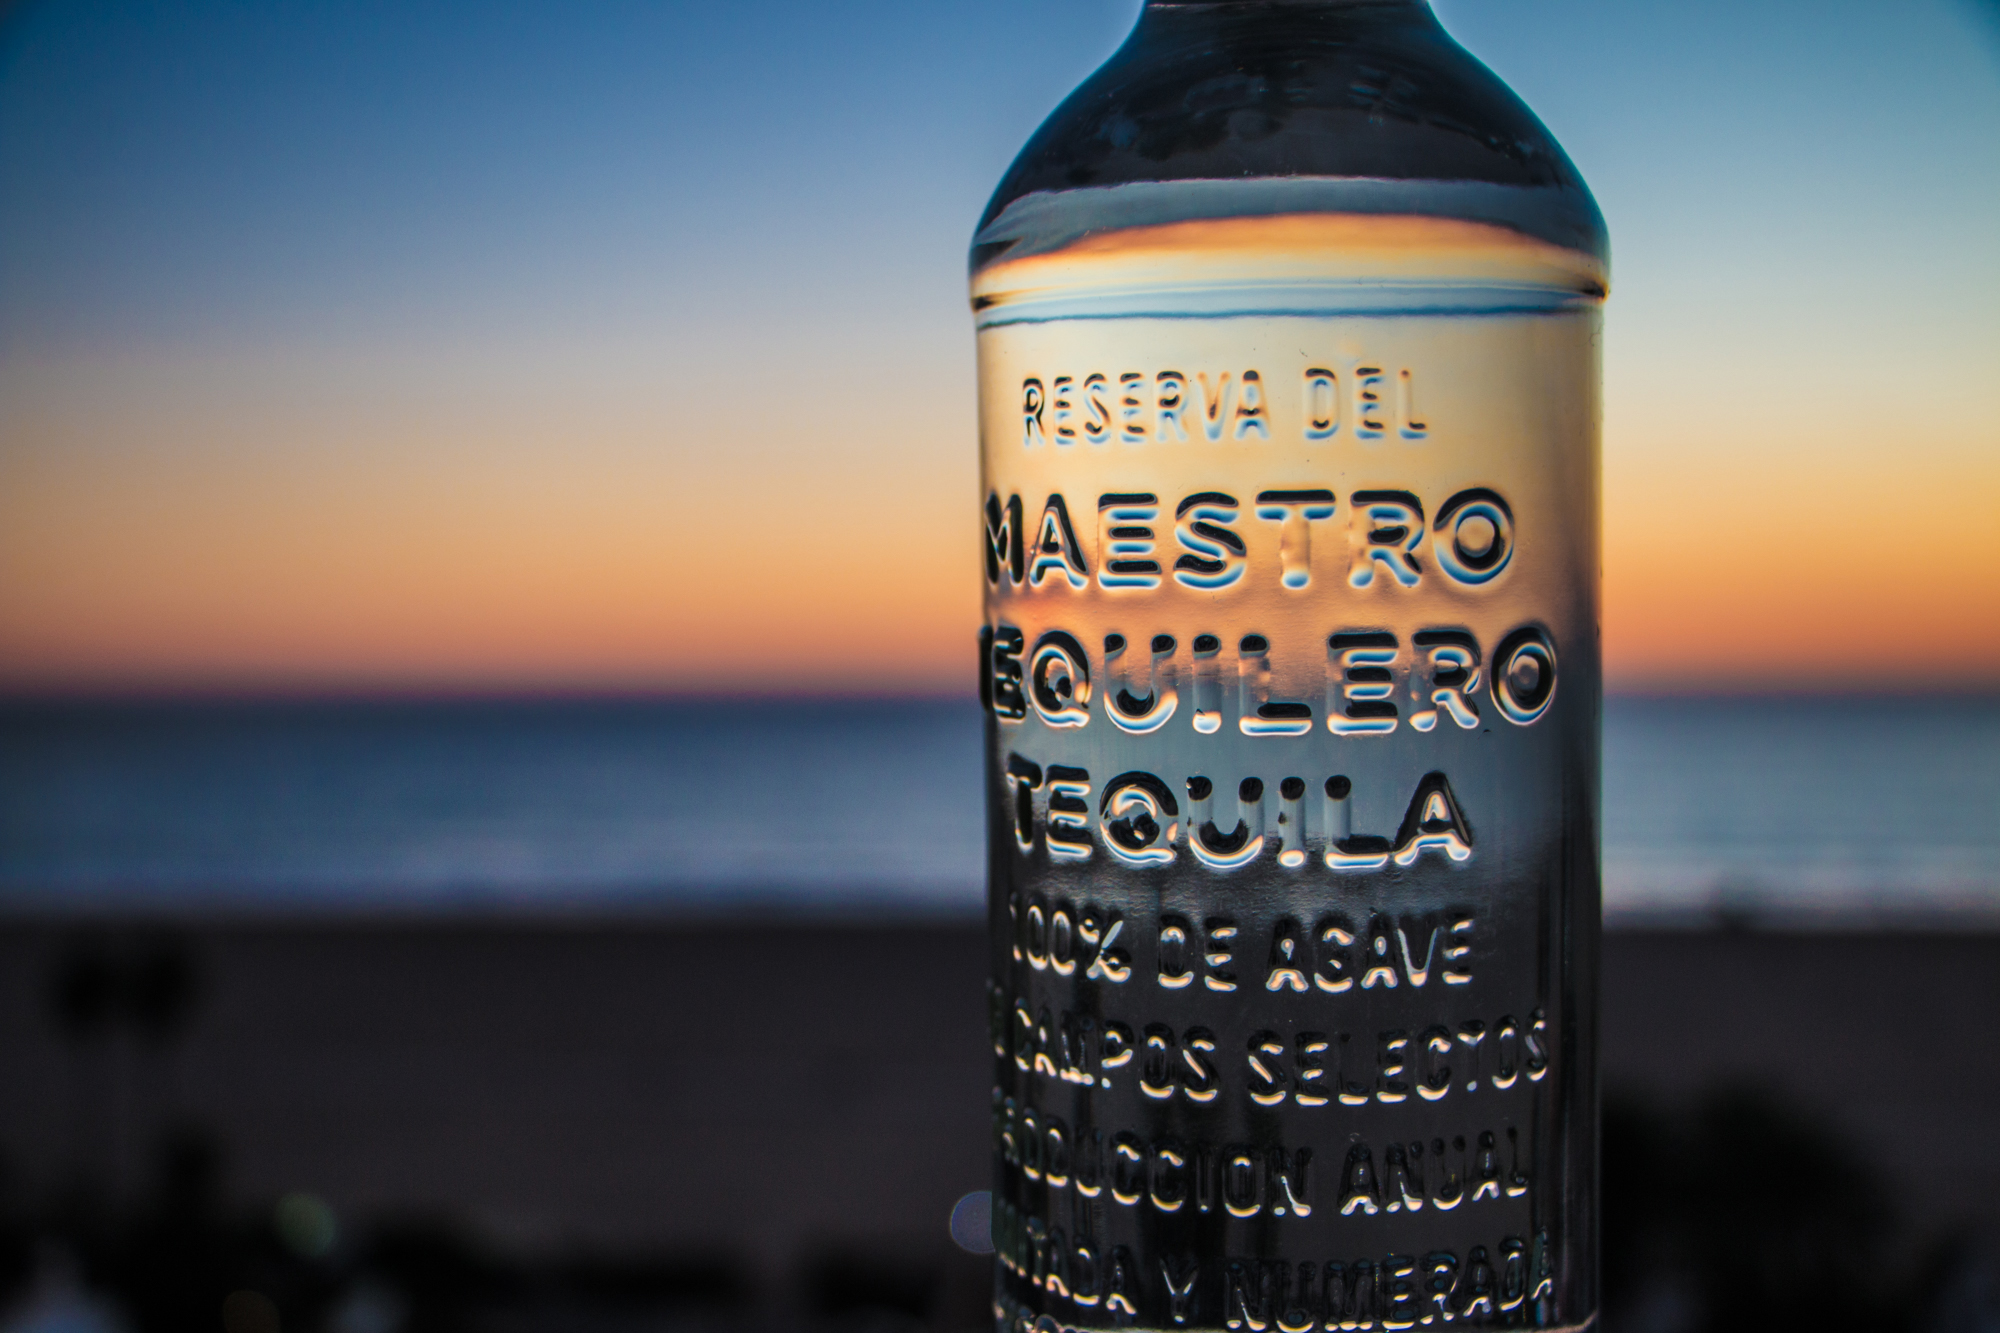 RESERVA DEL
MAESTRO
TEQUILERO
TEQUILA
100% DE AGAVE
CAMPOS SELECTOS
PRODUCCION ANUAL
Y NUMERADA